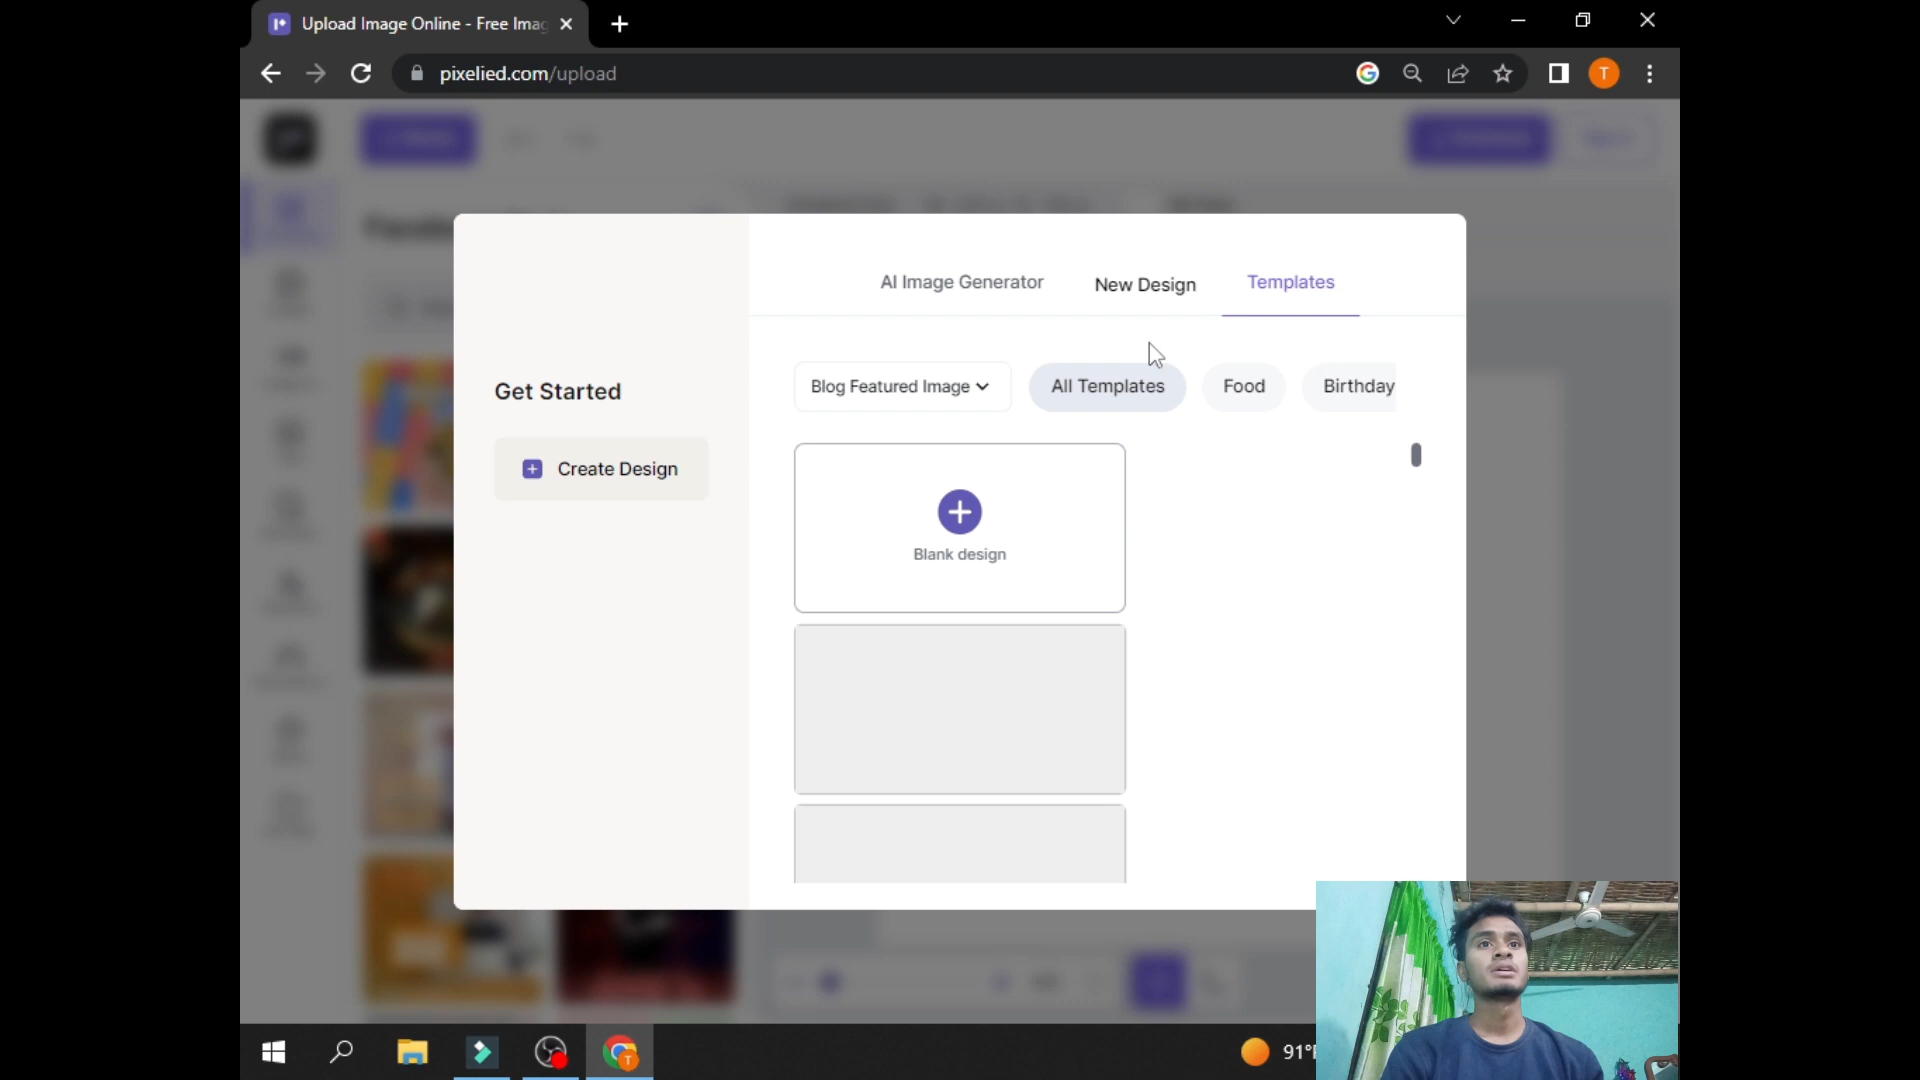 Upload Image Online - Free Imag
pixelied.com/upload
AI Image Generator
New Design
Templates
Get Started
Blog Featured Image
All Templates
Food
Birthday
Create Design
Blank design
91°F
T
T